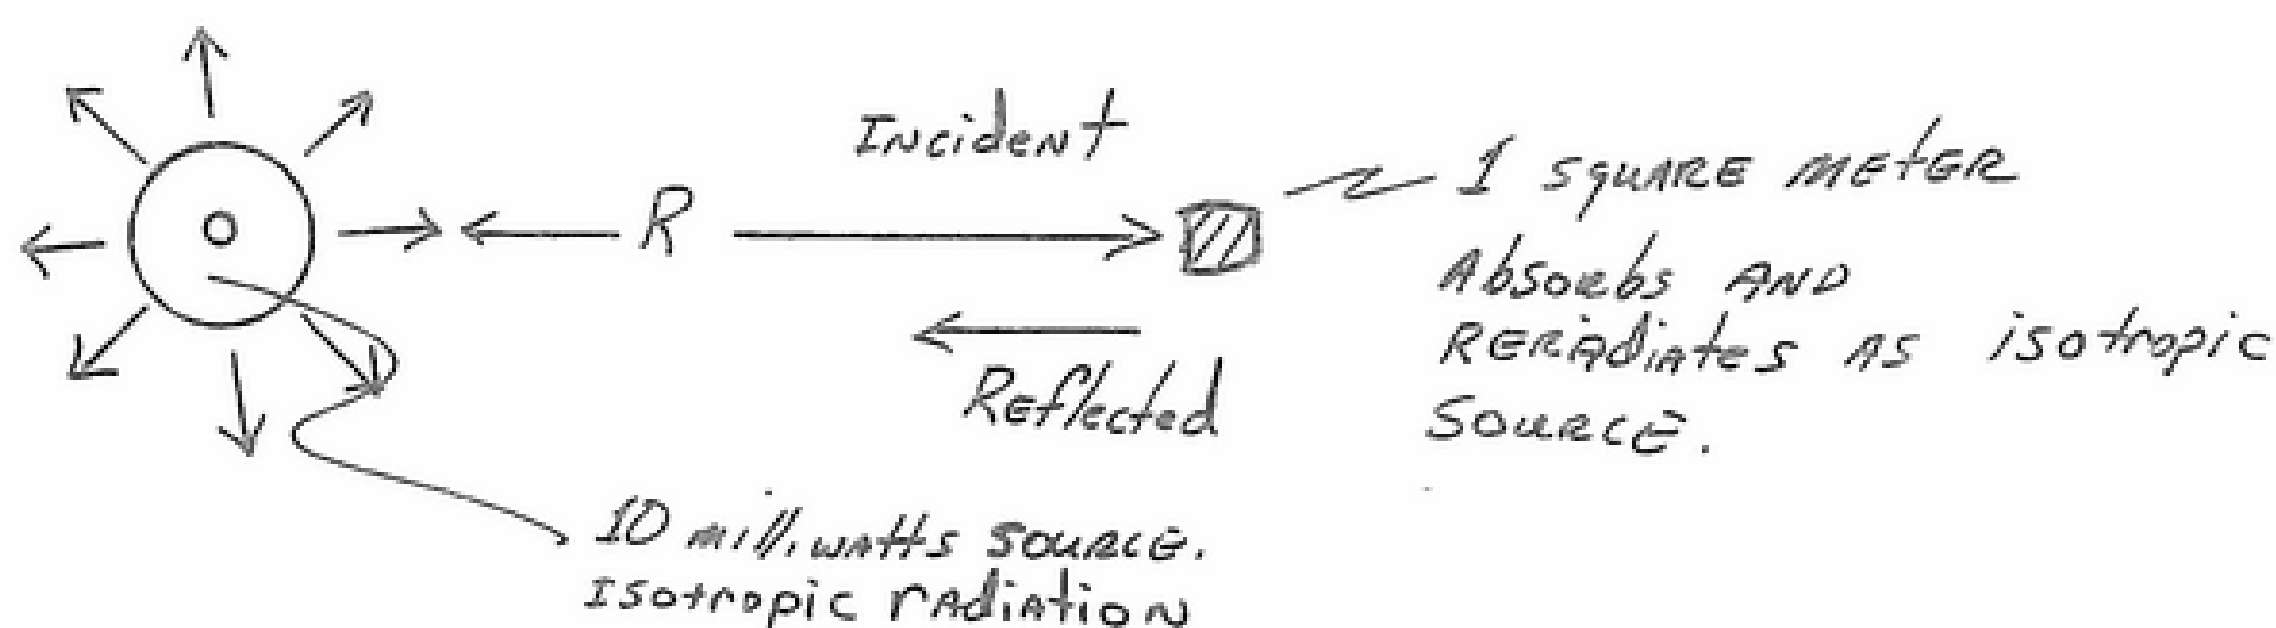 Incident
R
1 square meter
Absorbs and
reradiates as isotropic
source.
Reflected
10 milliwatts source.
Isotropic radiation